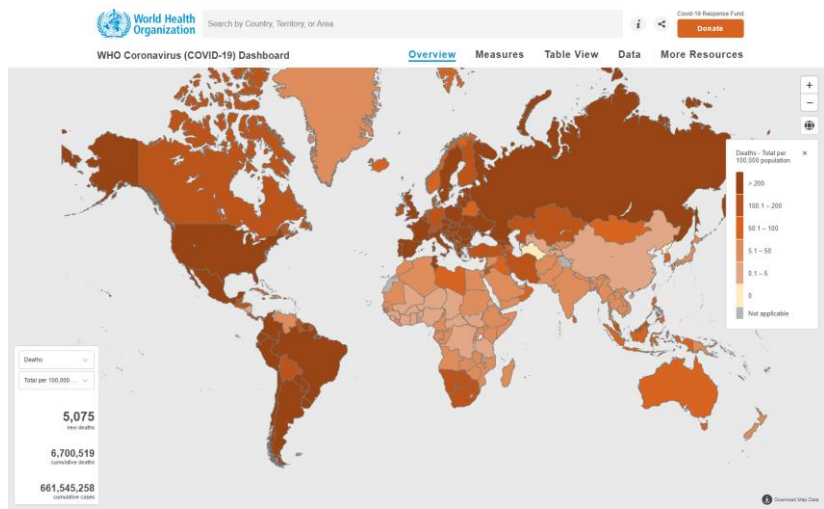 World Health
Organization
Search by Country, Territory, or Area
i
Covid-19 Response Fund
Donate
WHO Coronavirus (COVID-19) Dashboard
Overview
Measures
Table View
Data
More Resources
+
−
Deaths - Total per
100,000 population
×
> 200
100.1 – 200
50.1 – 100
5.1 – 50
0.1 – 5
0
Not applicable
Deaths
Total per 100,000 ...
5,075
new deaths
6,700,519
cumulative deaths
661,545,258
cumulative cases
Download Map Data